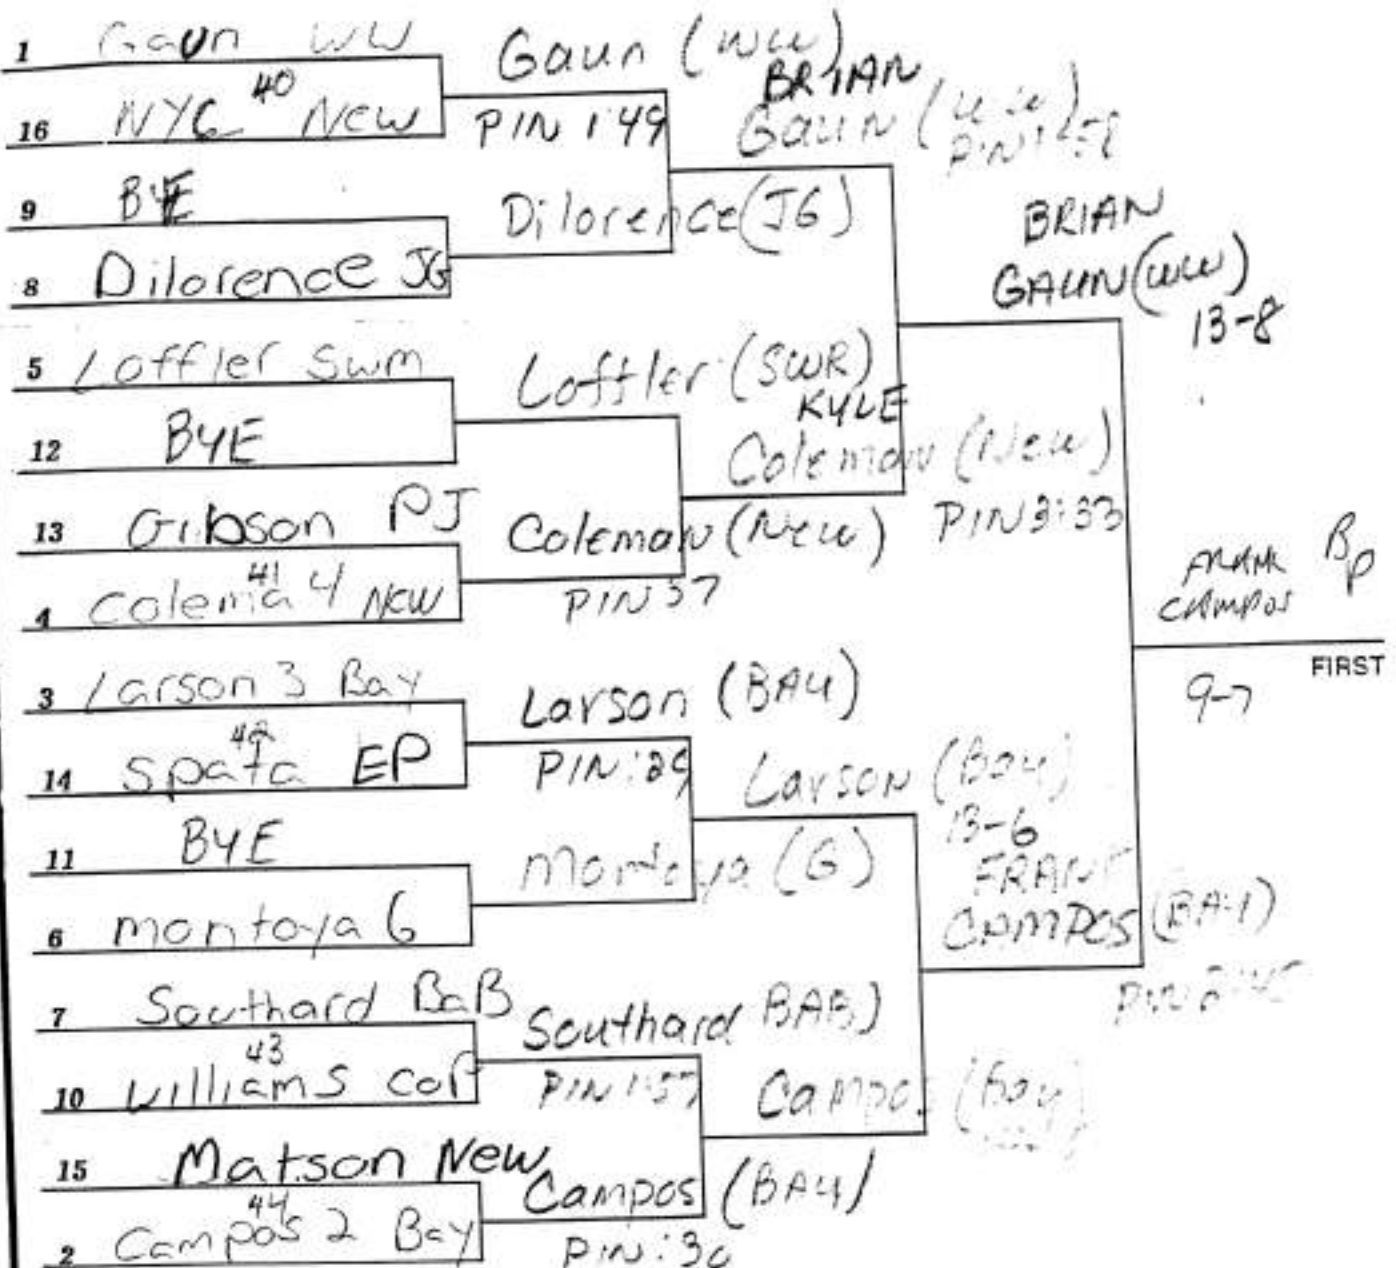 1 Gaun WW
40
16 NYC New
9 BYE
8 Dilorence JG
5 Loffler SWM
12 BYE
13 Gibson PJ
41
4 Colema 4 New
3 Larson 3 Bay
42
14 Spata EP
11 BYE
6 Montoya G
7 Southard BaB
43
10 Williams CoP
15 Matson New
44
2 Campos 2 Bay
Gaun (WW)
PIN 1:49
Dilorence (JG)
Loffler (SWR)
Coleman (New)
PIN 37
Larson (BAY)
PIN :29
Montoya (G)
Southard BAB)
PIN 1:57
Campos (BAY)
PIN :30
BRIAN
Gaun (WW)
KYLE
Coleman (New)
Larson (Bay)
13-6
Campos (Bay)
BRIAN
GAUN (WW)
13-8
PIN 3:33
CAMPOS (BAY)
FRANK BP
CAMPOS
FIRST
9-7